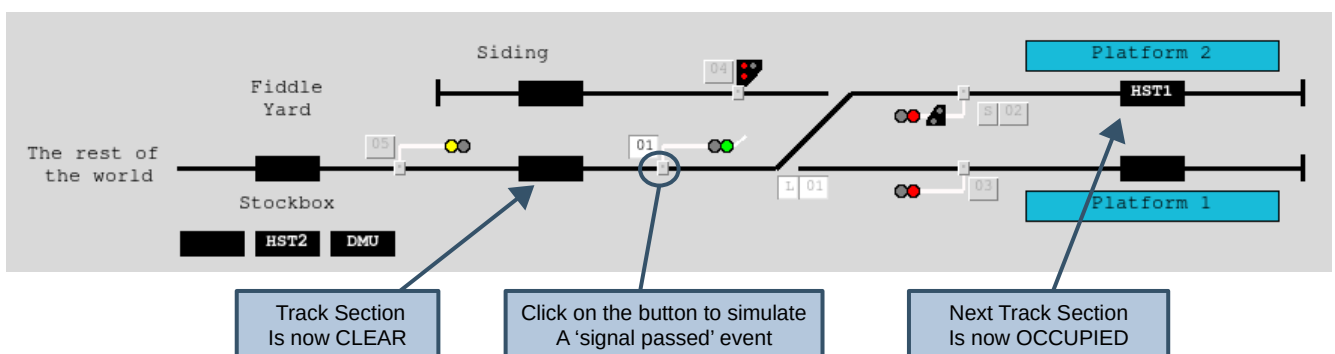 Siding
04
Platform 2
Fiddle
Yard
HST1
S 02
The rest of
the world
05
01
L 01
03
Stockbox
Platform 1
HST2
DMU
Track Section
Is now CLEAR
Click on the button to simulate
A ‘signal passed’ event
Next Track Section
Is now OCCUPIED